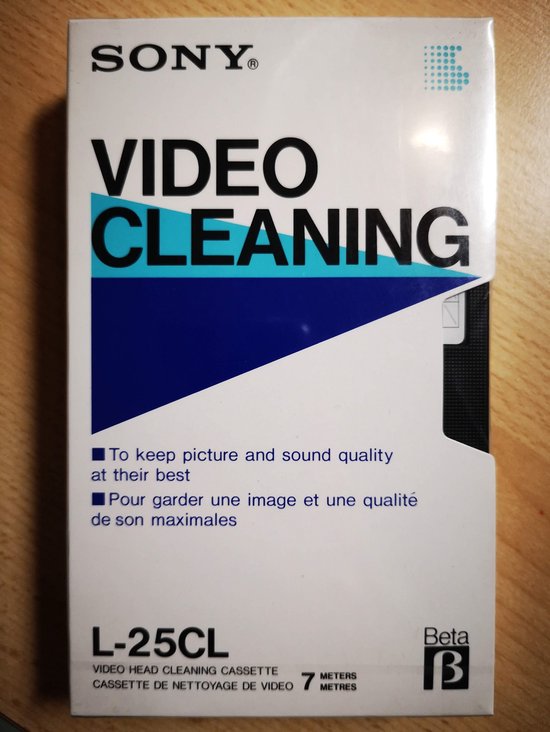 SONY®
VIDEO
CLEANING
■ To keep picture and sound quality
at their best
■ Pour garder une image et une qualité
de son maximales
L-25CL
VIDEO HEAD CLEANING CASSETTE
CASSETTE DE NETTOYAGE DE VIDEO
7 METERS
METRES
Beta
β